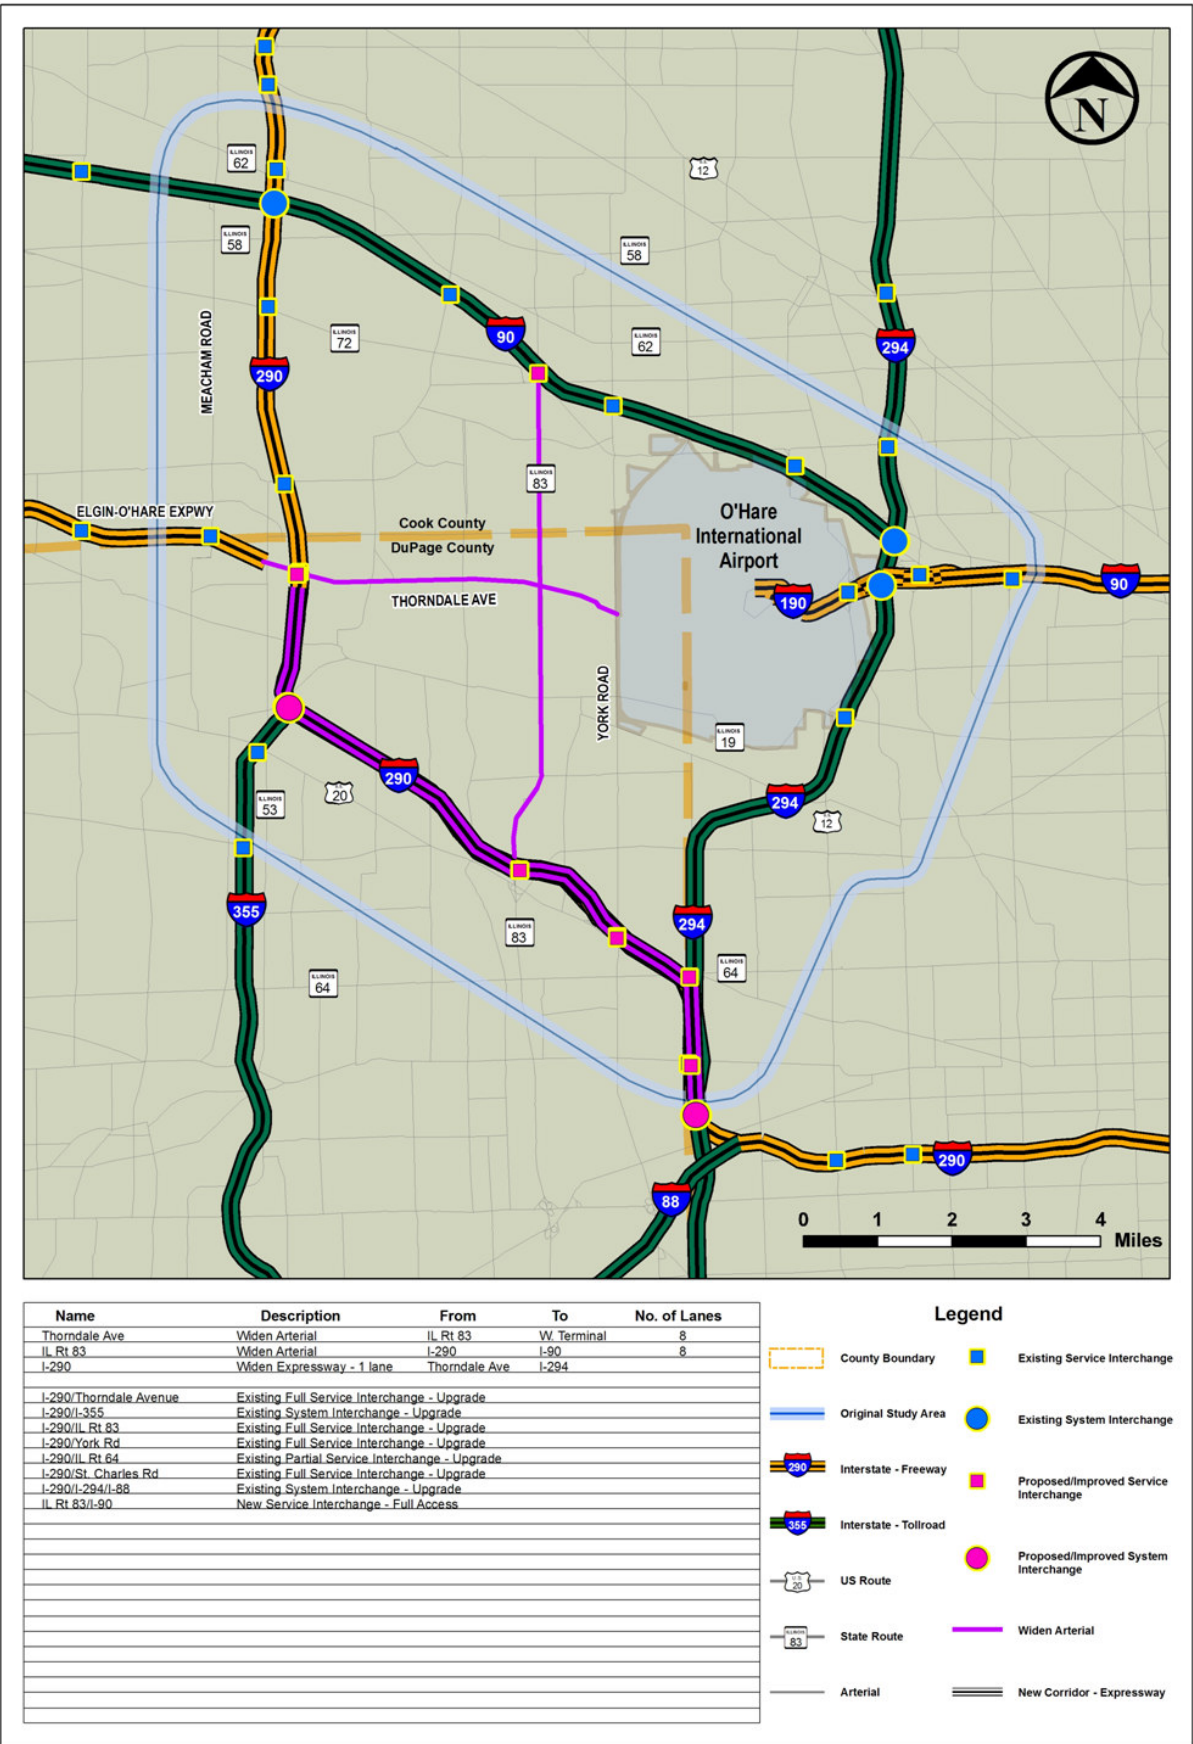 N
ILLINOIS
62
U S
12
ILLINOIS
58
ILLINOIS
58
ILLINOIS
72
ILLINOIS
62
90
294
290
MEACHAM ROAD
ILLINOIS
83
ELGIN-O'HARE EXPWY
Cook County
DuPage County
O'Hare
International
Airport
THORNDALE AVE
190
90
YORK ROAD
ILLINOIS
19
290
20
ILLINOIS
53
294
12
355
ILLINOIS
83
294
ILLINOIS
64
ILLINOIS
64
290
88
0 1 2 3 4
Miles
Name Description From To No. of Lanes
Thorndale Ave Widen Arterial IL Rt 83 W. Terminal 8
IL Rt 83 Widen Arterial I-290 I-90 8
I-290 Widen Expressway - 1 lane Thorndale Ave I-294
I-290/Thorndale Avenue Existing Full Service Interchange - Upgrade
I-290/I-355 Existing System Interchange - Upgrade
I-290/IL Rt 83 Existing Full Service Interchange - Upgrade
I-290/York Rd Existing Full Service Interchange - Upgrade
I-290/IL Rt 64 Existing Partial Service Interchange - Upgrade
I-290/St. Charles Rd Existing Full Service Interchange - Upgrade
I-290/I-294/I-88 Existing System Interchange - Upgrade
IL Rt 83/I-90 New Service Interchange - Full Access
Legend
County Boundary
Original Study Area
290 Interstate - Freeway
355 Interstate - Tollroad
U S
20 US Route
ILLINOIS
83 State Route
Arterial
Existing Service Interchange
Existing System Interchange
Proposed/Improved Service
Interchange
Proposed/Improved System
Interchange
Widen Arterial
New Corridor - Expressway